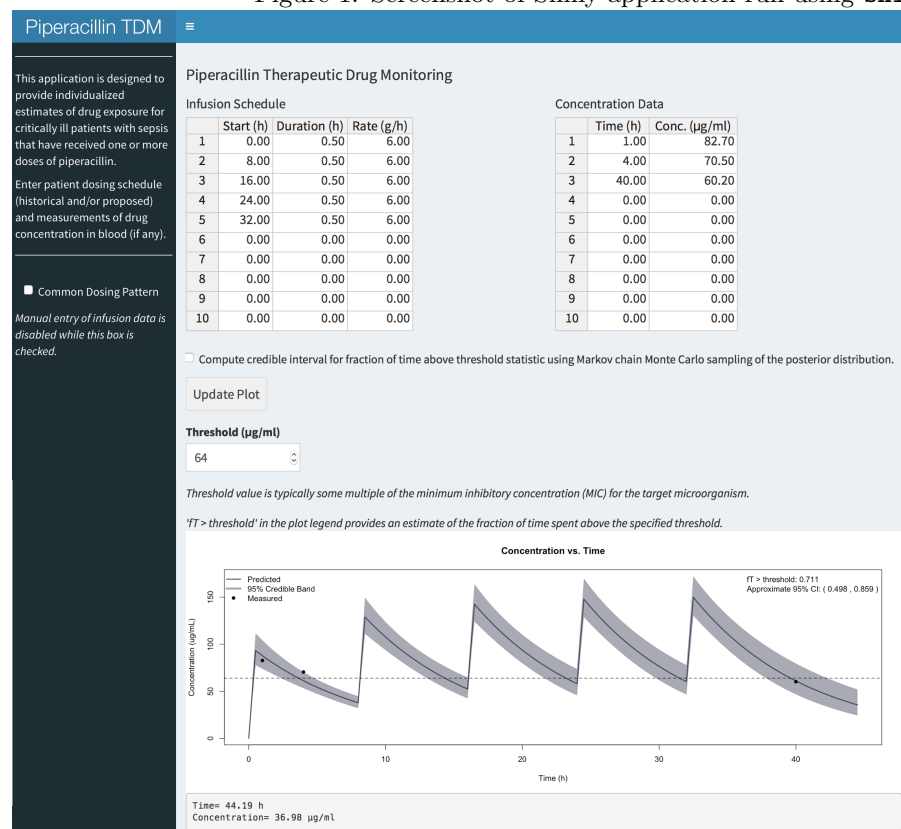 Piperacillin TDM
This application is designed to
provide individualized
estimates of drug exposure for
critically ill patients with sepsis
that have received one or more
doses of piperacillin.
Enter patient dosing schedule
(historical and/or proposed)
and measurements of drug
concentration in blood (if any).
Common Dosing Pattern
Manual entry of infusion data is
disabled while this box is
checked.
Piperacillin Therapeutic Drug Monitoring
Infusion Schedule
Start (h) Duration (h) Rate (g/h)
1 0.00 0.50 6.00
2 8.00 0.50 6.00
3 16.00 0.50 6.00
4 24.00 0.50 6.00
5 32.00 0.50 6.00
6 0.00 0.00 0.00
7 0.00 0.00 0.00
8 0.00 0.00 0.00
9 0.00 0.00 0.00
10 0.00 0.00 0.00
Concentration Data
Time (h) Conc. (µg/ml)
1 1.00 82.70
2 4.00 70.50
3 40.00 60.20
4 0.00 0.00
5 0.00 0.00
6 0.00 0.00
7 0.00 0.00
8 0.00 0.00
9 0.00 0.00
10 0.00 0.00
Compute credible interval for fraction of time above threshold statistic using Markov chain Monte Carlo sampling of the posterior distribution.
Update Plot
Threshold (µg/ml)
64
Threshold value is typically some multiple of the minimum inhibitory concentration (MIC) for the target microorganism.
'fT > threshold' in the plot legend provides an estimate of the fraction of time spent above the specified threshold.
Concentration vs. Time
Predicted
95% Credible Band
Measured
fT > threshold: 0.711
Approximate 95% CI: ( 0.498 , 0.859 )
Concentration (ug/mL)
150
100
50
0
0 10 20 30 40
Time (h)
Time= 44.19 h
Concentration= 36.98 µg/ml